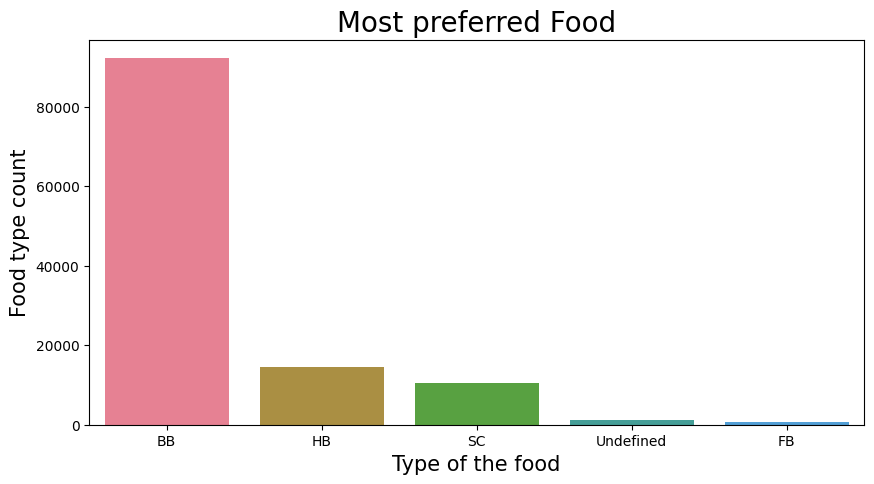 Most preferred Food
Food type count
80000
60000
40000
20000
0
BB HB SC Undefined FB
Type of the food